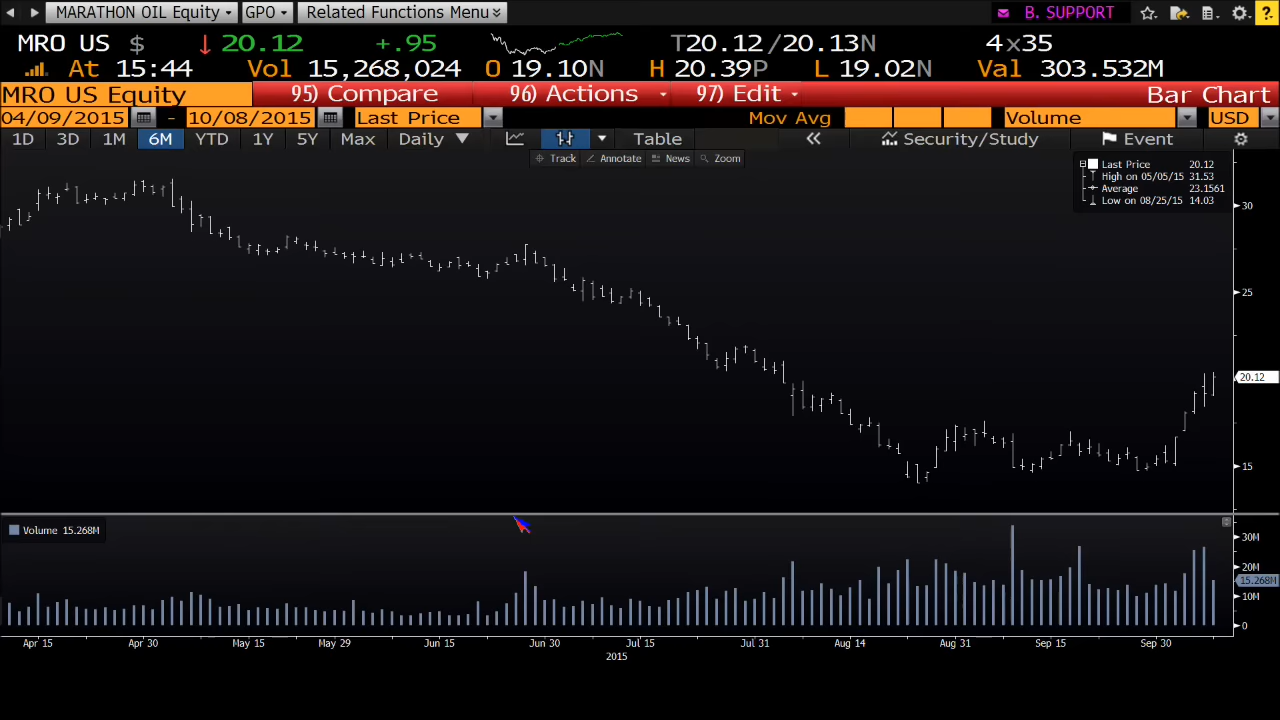 MARATHON OIL Equity GPO Related Functions Menu B. SUPPORT ?
MRO US $ ↓ 20.12 +.95 T20.12/20.13N 4x35
At 15:44 Vol 15,268,024 O 19.10N H 20.39P L 19.02N Val 303.532M
MRO US Equity 95) Compare 96) Actions 97) Edit Bar Chart
04/09/2015 - 10/08/2015 Last Price Mov Avg Volume USD
1D 3D 1M 6M YTD 1Y 5Y Max Daily Table Security/Study Event
Track Annotate News Zoom
Last Price 20.12
High on 05/05/15 31.53
Average 23.1561
Low on 08/25/15 14.03
30
25
20.12
15
Volume 15.268M
30M
20M
15.268M
10M
0
Apr 15 Apr 30 May 15 May 29 Jun 15 Jun 30 Jul 15 Jul 31 Aug 14 Aug 31 Sep 15 Sep 30
2015